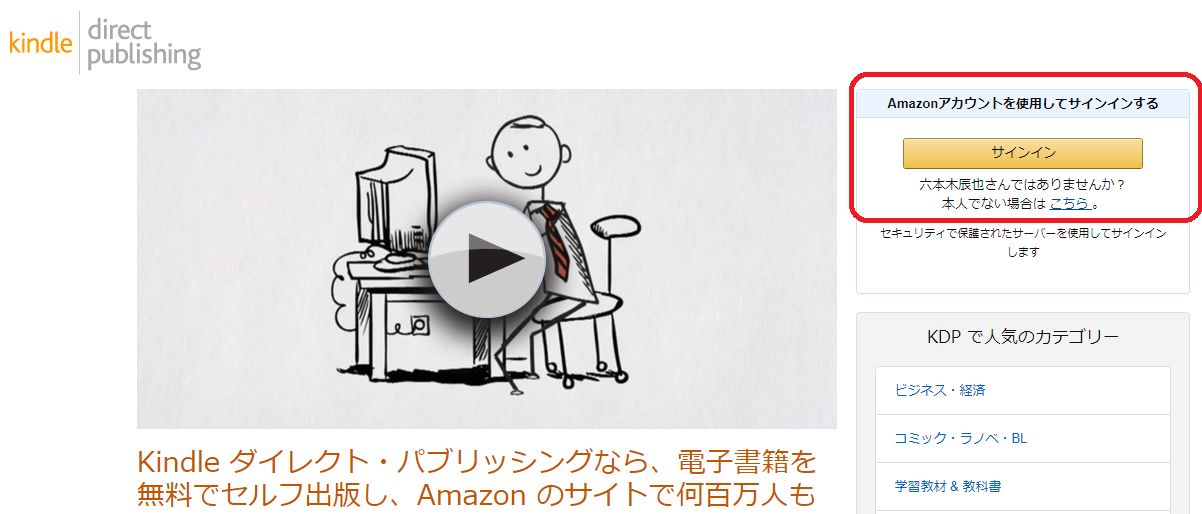 kindle
direct
publishing
Amazonアカウントを使用してサインインする
サインイン
六本木辰也さんではありませんか？
本人でない場合は こちら 。
セキュリティで保護されたサーバーを使用してサインイン
します
KDP で人気のカテゴリー
ビジネス・経済
コミック・ラノベ・BL
学習教材 & 教科書
Kindle ダイレクト・パブリッシングなら、電子書籍を
無料でセルフ出版し、Amazon のサイトで何百万人も